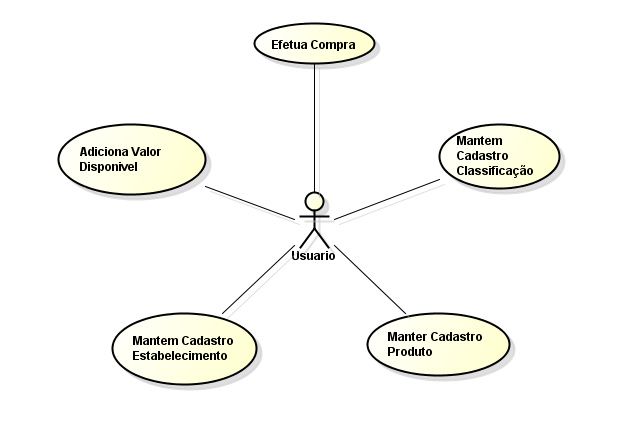 Efetua Compra
Adiciona Valor
Disponivel
Mantem
Cadastro
Classificação
Usuario
Mantem Cadastro
Estabelecimento
Manter Cadastro
Produto